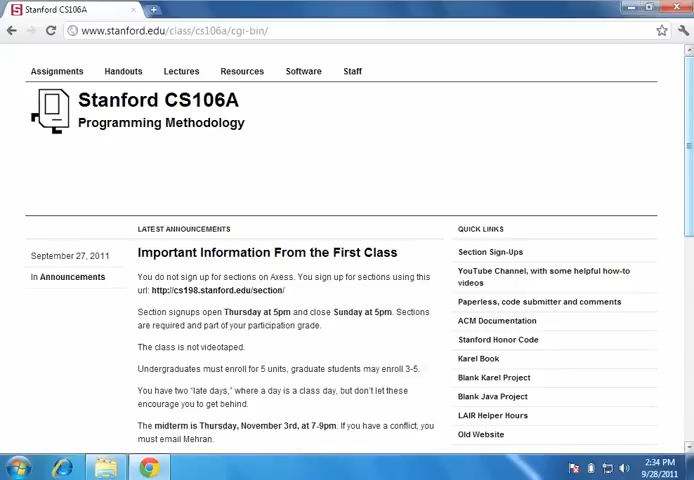 Stanford CS106A
www.stanford.edu/class/cs106a/cgi-bin/
Assignments Handouts Lectures Resources Software Staff
Stanford CS106A
Programming Methodology
LATEST ANNOUNCEMENTS
September 27, 2011
In Announcements
Important Information From the First Class
You do not sign up for sections on Axess. You sign up for sections using this
url: http://cs198.stanford.edu/section/
Section signups open Thursday at 5pm and close Sunday at 5pm. Sections
are required and part of your participation grade.
The class is not videotaped.
Undergraduates must enroll for 5 units, graduate students may enroll 3-5.
You have two "late days," where a day is a class day, but don't let these
encourage you to get behind.
The midterm is Thursday, November 3rd, at 7-9pm. If you have a conflict, you
must email Mehran.
QUICK LINKS
Section Sign-Ups
YouTube Channel, with some helpful how-to
videos
Paperless, code submitter and comments
ACM Documentation
Stanford Honor Code
Karel Book
Blank Karel Project
Blank Java Project
LAIR Helper Hours
Old Website
2:34 PM
9/28/2011